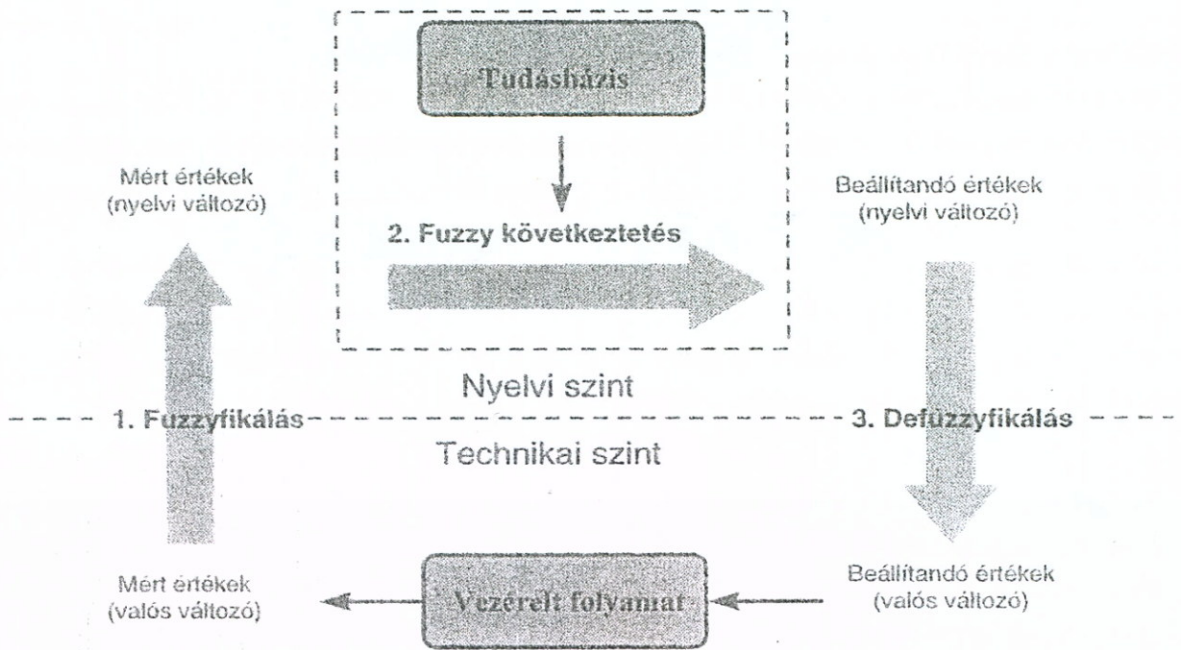 Tudásházis
Mért értékek
(nyelvi változó)
Beállítandó értékek
(nyelvi változó)
2. Fuzzy következtetés
Nyelvi szint
1. Fuzzyfikálás
3. Defuzzyfikálás
Technikai szint
Mért értékek
(valós változó)
Vezérelt folyamat
Beállítandó értékek
(valós változó)